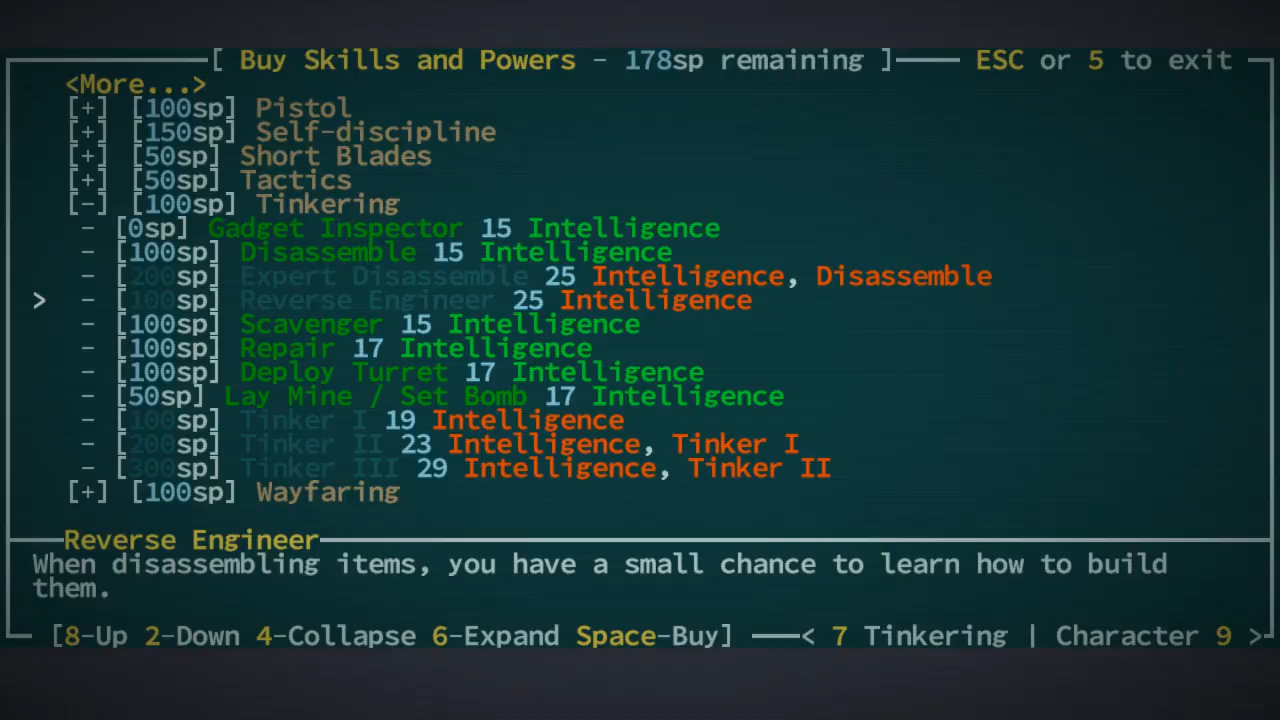 [ Buy Skills and Powers - 178sp remaining ] ESC or 5 to exit
<More...>
[+] [100sp] Pistol
[+] [150sp] Self-discipline
[+] [50sp] Short Blades
[+] [50sp] Tactics
[-] [100sp] Tinkering
- [0sp] Gadget Inspector 15 Intelligence
- [100sp] Disassemble 15 Intelligence
- [200sp] Expert Disassemble 25 Intelligence, Disassemble
> - [100sp] Reverse Engineer 25 Intelligence
- [100sp] Scavenger 15 Intelligence
- [100sp] Repair 17 Intelligence
- [100sp] Deploy Turret 17 Intelligence
- [50sp] Lay Mine / Set Bomb 17 Intelligence
- [100sp] Tinker I 19 Intelligence
- [200sp] Tinker II 23 Intelligence, Tinker I
- [300sp] Tinker III 29 Intelligence, Tinker II
[+] [100sp] Wayfaring
Reverse Engineer
When disassembling items, you have a small chance to learn how to build
them.
[8-Up 2-Down 4-Collapse 6-Expand Space-Buy] < 7 Tinkering | Character 9 >